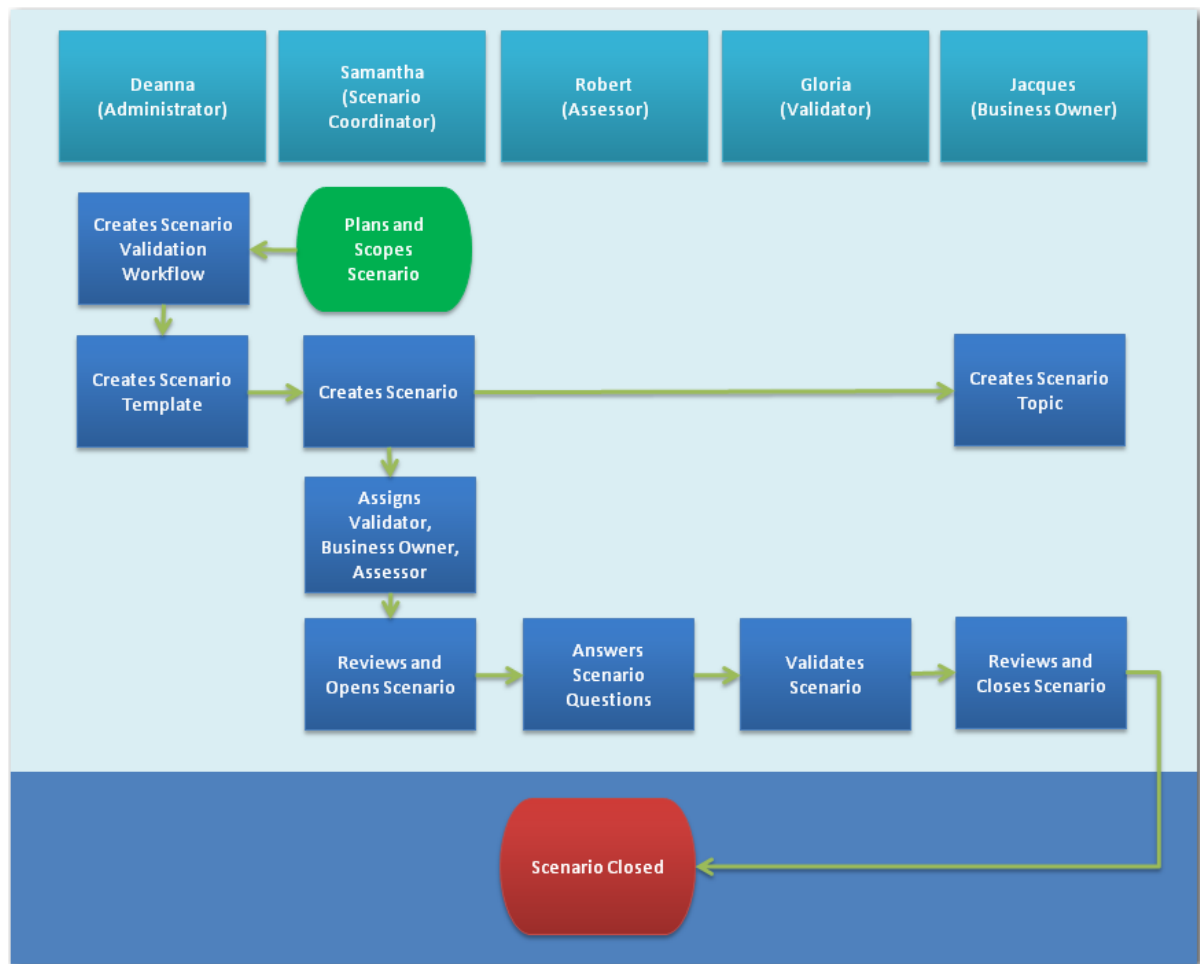 Deanna
(Administrator)
Samantha
(Scenario
Coordinator)
Robert
(Assessor)
Gloria
(Validator)
Jacques
(Business Owner)
Creates Scenario
Validation
Workflow
Plans and
Scopes
Scenario
Creates Scenario
Template
Creates Scenario
Creates Scenario
Topic
Assigns
Validator,
Business Owner,
Assessor
Reviews and
Opens Scenario
Answers
Scenario
Questions
Validates
Scenario
Reviews and
Closes Scenario
Scenario Closed